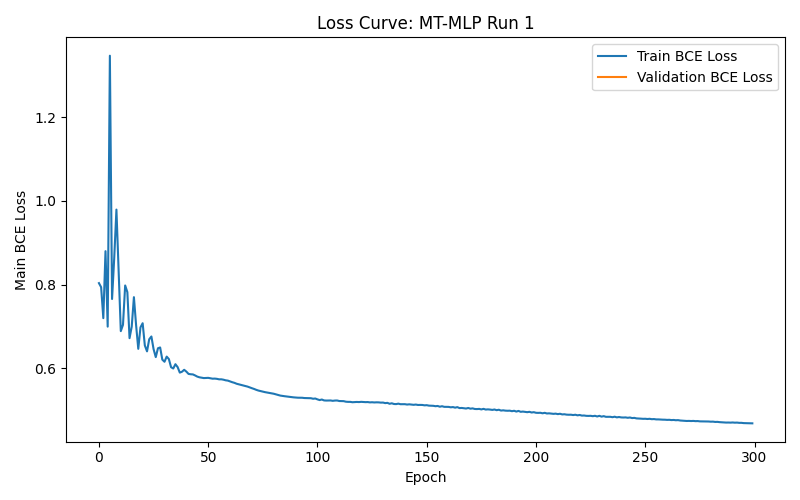 Loss Curve: MT-MLP Run 1
Train BCE Loss
Validation BCE Loss
Main BCE Loss
1.2
1.0
0.8
0.6
0 50 100 150 200 250 300
Epoch